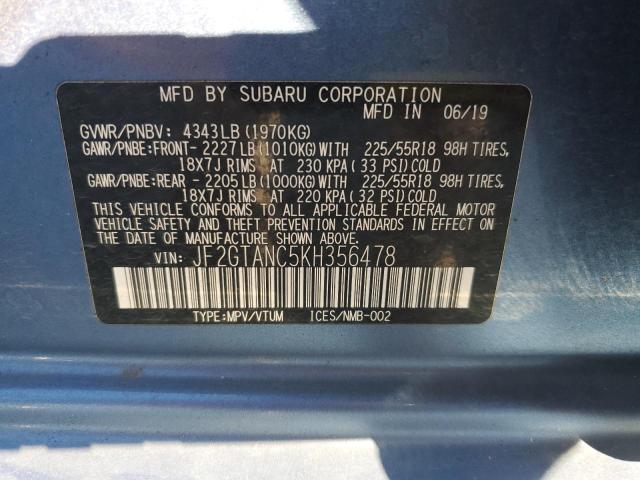 MFD BY SUBARU CORPORATION
MFD IN 06/19
GVWR/PNBV: 4343LB(1970KG)
GAWR/PNBE:FRONT- 2227LB(1010KG)WITH 225/55R18 98H TIRES,
18X7J RIMS AT 230 KPA(33 PSI)COLD
GAWR/PNBE:REAR - 2205LB(1000KG)WITH 225/55R18 98H TIRES,
18X7J RIMS AT 220 KPA(32 PSI)COLD
THIS VEHICLE CONFORMS TO ALL APPLICABLE FEDERAL MOTOR
VEHICLE SAFETY AND THEFT PREVENTION STANDARDS IN EFFECT
ON THE DATE OF MANUFACTURE SHOWN ABOVE.
VIN: JF2GTANC5KH356478
TYPE:MPV/VTUM ICES/NMB-002